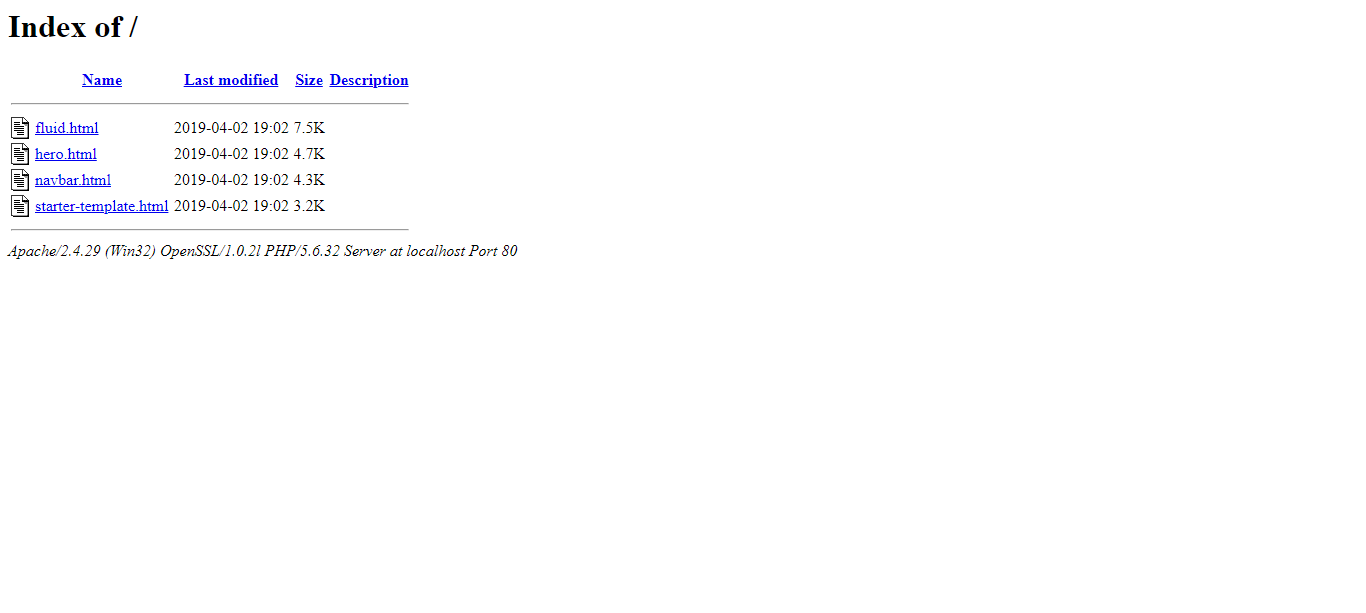 Index of /
Name Last modified Size Description
fluid.html 2019-04-02 19:02 7.5K
hero.html 2019-04-02 19:02 4.7K
navbar.html 2019-04-02 19:02 4.3K
starter-template.html 2019-04-02 19:02 3.2K
Apache/2.4.29 (Win32) OpenSSL/1.0.2l PHP/5.6.32 Server at localhost Port 80